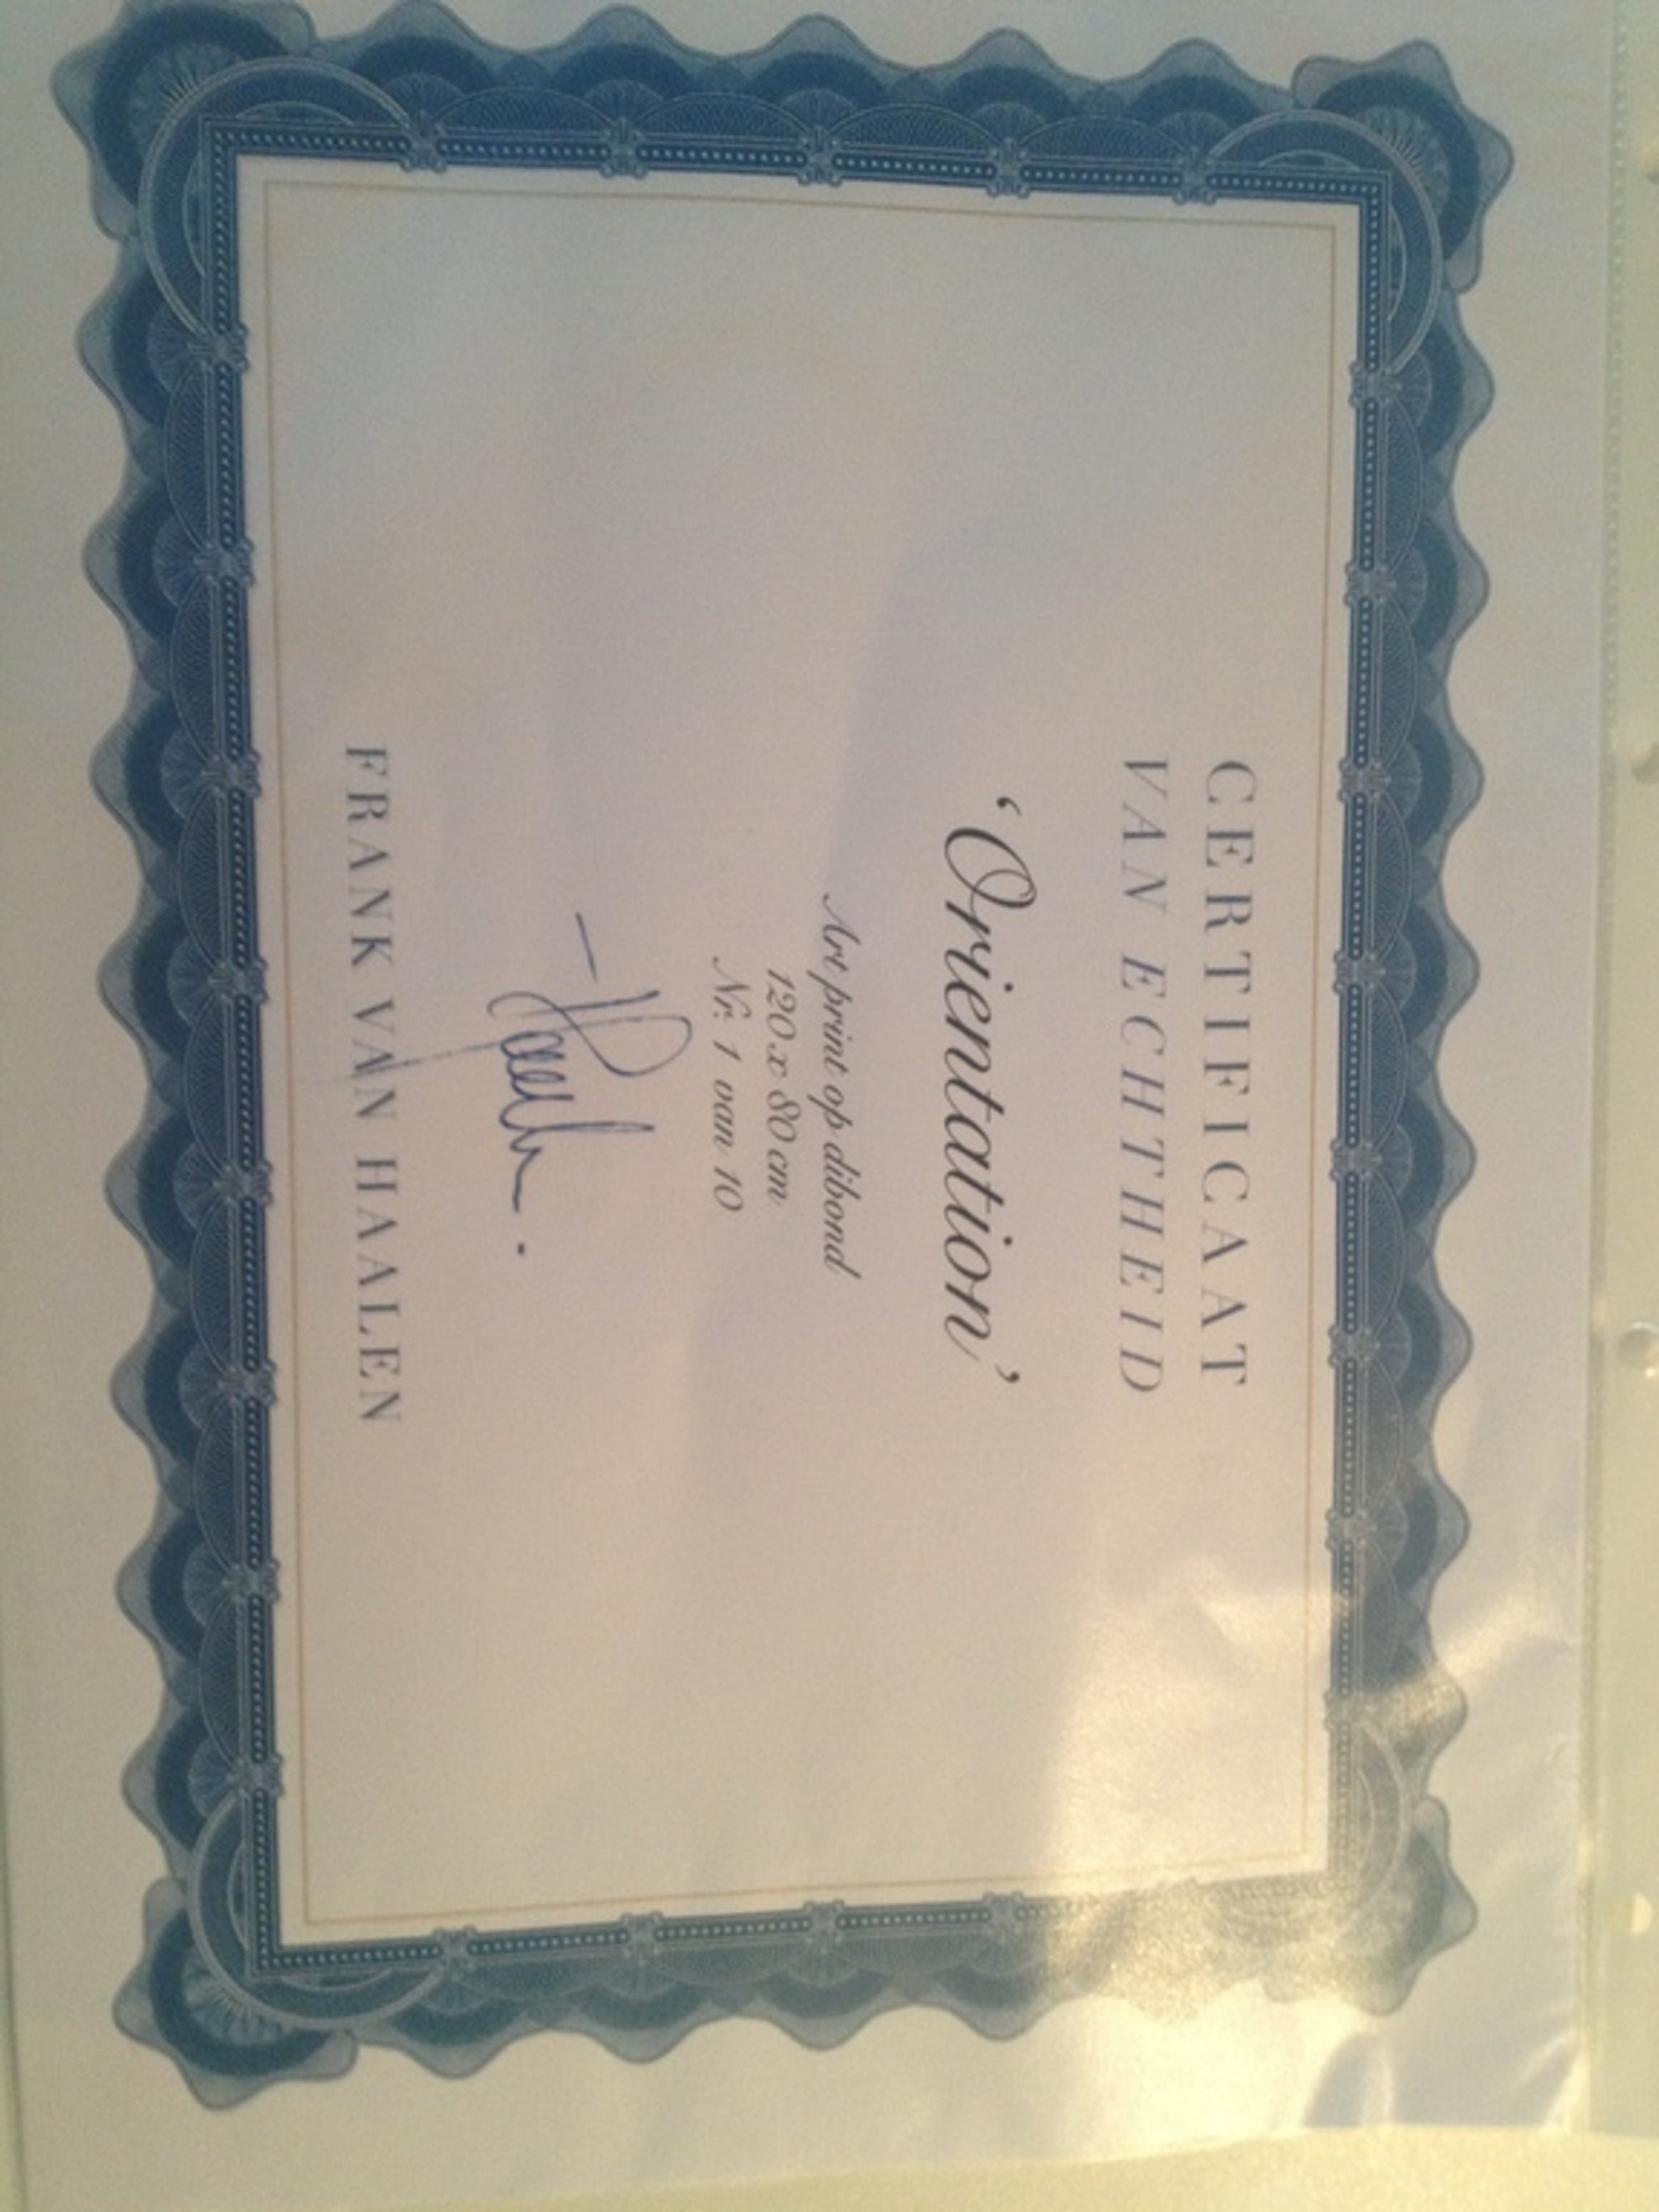 CERTIFICAAT
VAN ECHTHEID
‘Orientation’
Art print op dibond
120 x 80 cm
Nr. 1 van 10
FRANK VAN HAALEN